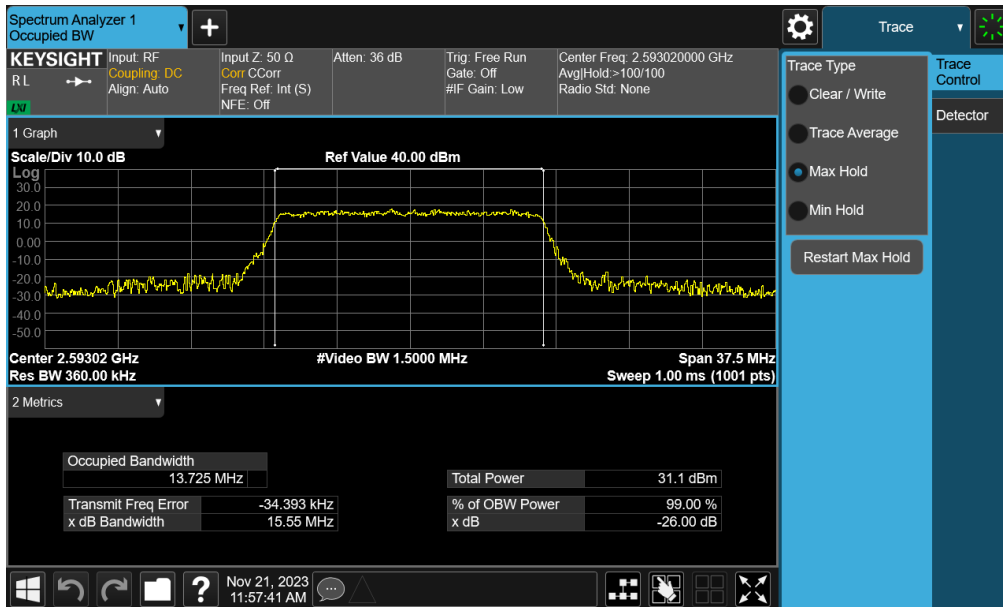 Spectrum Analyzer 1
Occupied BW
+
Trace
KEYSIGHT Input: RF Input Z: 50 Ω Atten: 36 dB Trig: Free Run Center Freq: 2.593020000 GHz
R L Coupling: DC Corr CCorr Gate: Off Avg|Hold:>100/100
Align: Auto Freq Ref: Int (S) #IF Gain: Low Radio Std: None
LXI NFE: Off
Trace Type
Clear / Write
Trace Average
Max Hold
Min Hold
Restart Max Hold
Trace
Control
Detector
1 Graph
Scale/Div 10.0 dB Ref Value 40.00 dBm
Log
30.0
20.0
10.0
0.00
-10.0
-20.0
-30.0
-40.0
-50.0
Center 2.59302 GHz #Video BW 1.5000 MHz Span 37.5 MHz
Res BW 360.00 kHz Sweep 1.00 ms (1001 pts)
2 Metrics
Occupied Bandwidth
13.725 MHz Total Power 31.1 dBm
Transmit Freq Error -34.393 kHz % of OBW Power 99.00 %
x dB Bandwidth 15.55 MHz x dB -26.00 dB
? Nov 21, 2023
11:57:41 AM